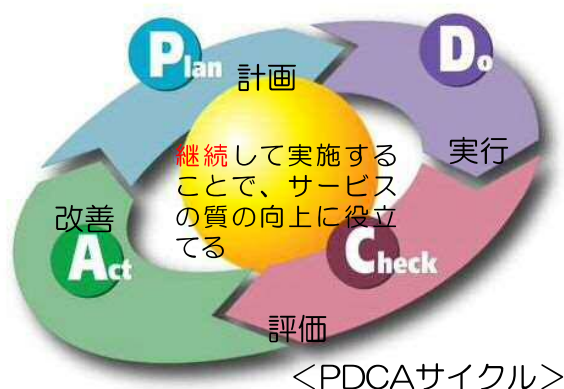 Plan
計画
Do
実行
継続して実施する
ことで、サービス
の質の向上に役立
てる
改善
Act
Check
評価
＜PDCAサイクル＞